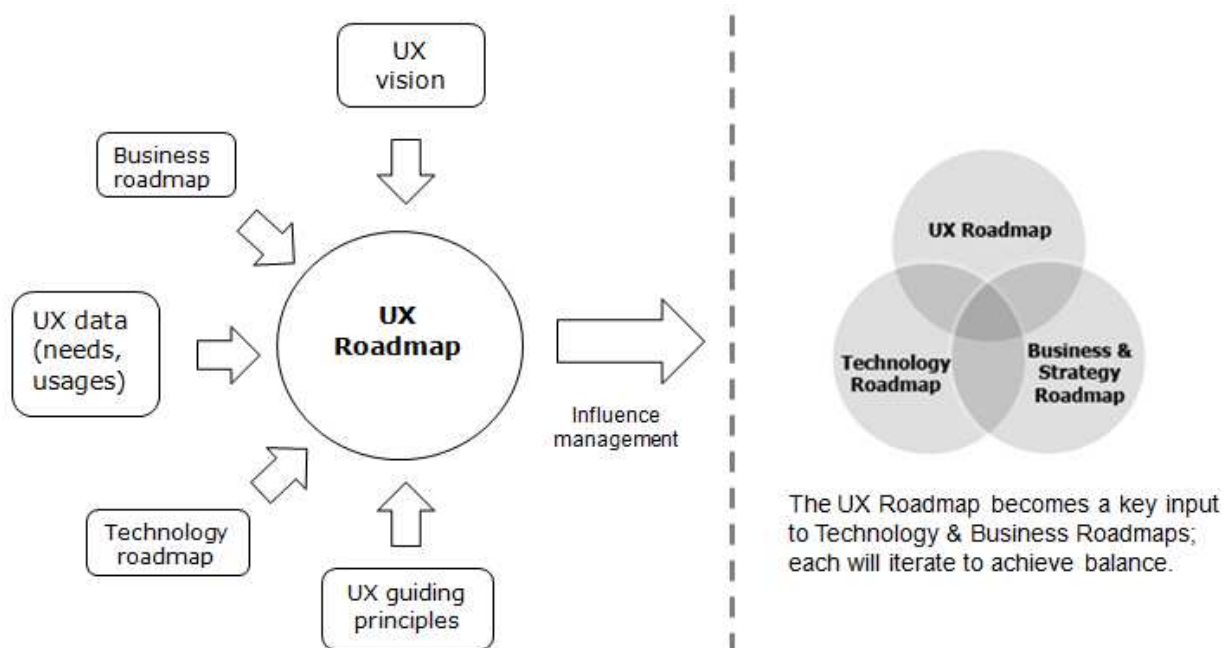 UX
vision
Business
roadmap
UX data
(needs,
usages)
Technology
roadmap
UX guiding
principles
UX
Roadmap
Influence
management
UX Roadmap
Technology
Roadmap
Business &
Strategy
Roadmap
The UX Roadmap becomes a key input
to Technology & Business Roadmaps;
each will iterate to achieve balance.